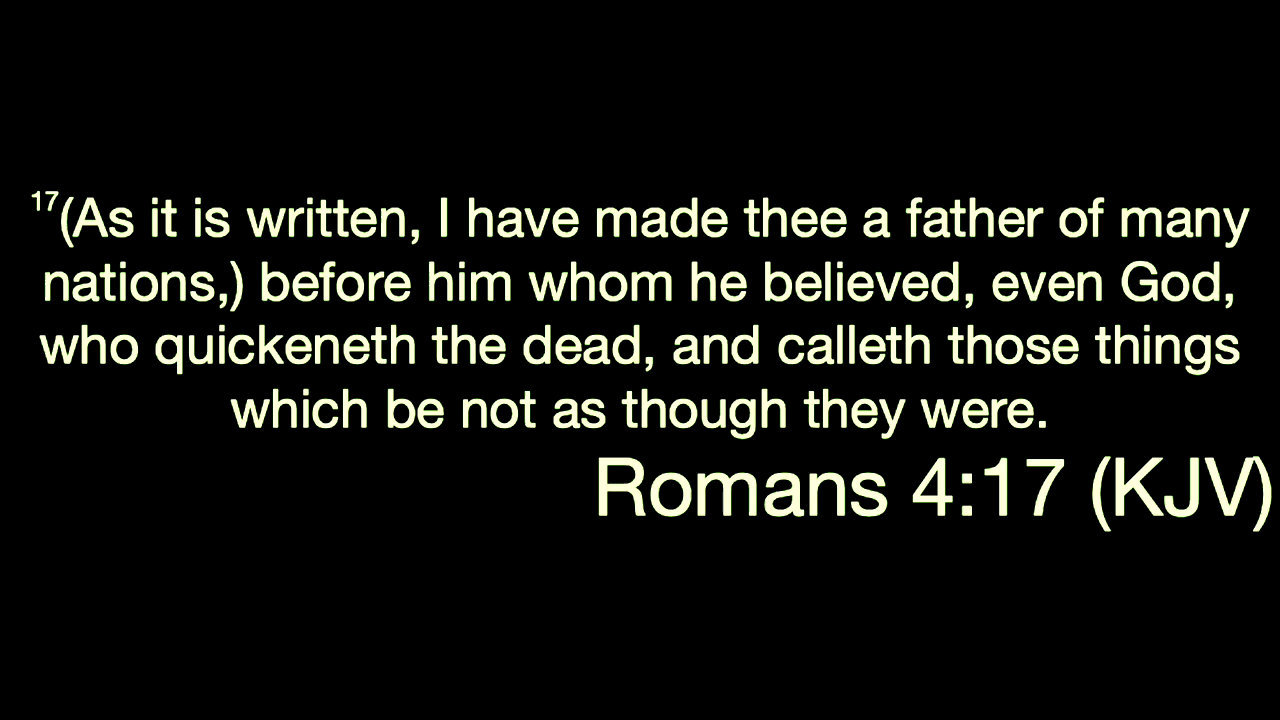 17(As it is written, I have made thee a father of many
nations,) before him whom he believed, even God,
who quickeneth the dead, and calleth those things
which be not as though they were.
Romans 4:17 (KJV)